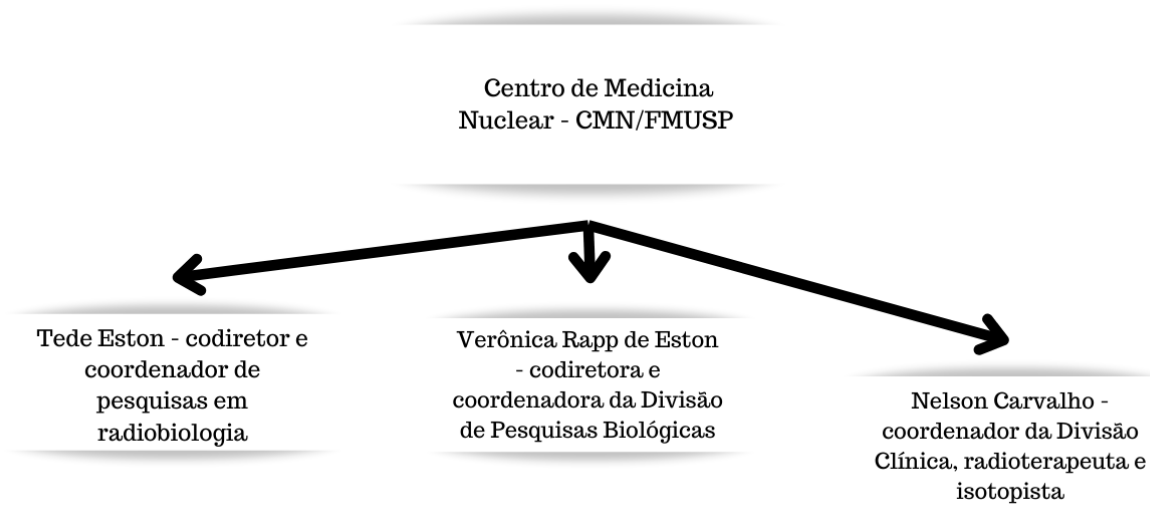 Centro de Medicina
Nuclear - CMN/FMUSP
Tede Eston - codiretor e
coordenador de
pesquisas em
radiobiologia
Verônica Rapp de Eston
- codiretora e
coordenadora da Divisão
de Pesquisas Biológicas
Nelson Carvalho -
coordenador da Divisão
Clínica, radioterapeuta e
isotopista